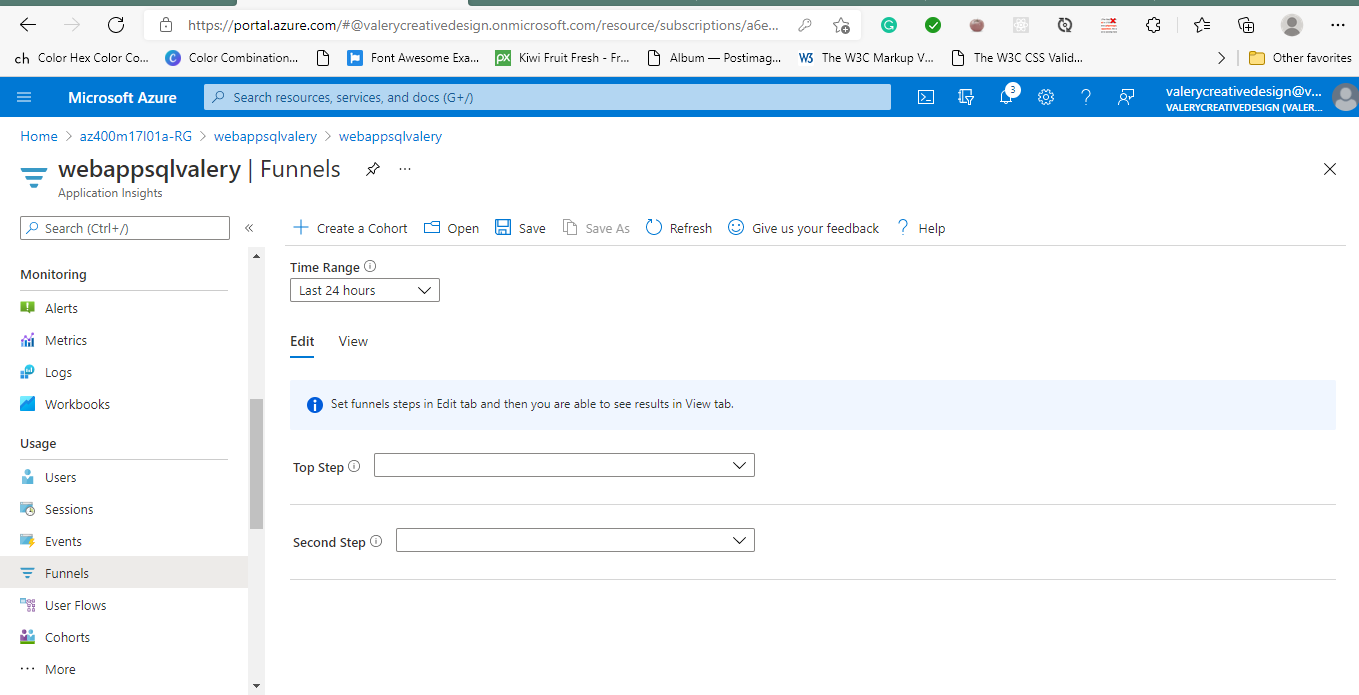 https://portal.azure.com/#@valerycreativedesign.onmicrosoft.com/resource/subscriptions/a6e...
ch Color Hex Color Co... C Color Combination... Font Awesome Exa... px Kiwi Fruit Fresh - Fr... Album — Postimag... W3 The W3C Markup V... The W3C CSS Valid... Other favorites
Microsoft Azure Search resources, services, and docs (G+/) 3 valerycreativedesign@v...
VALERYCREATIVEDESIGN (VALER...
Home > az400m17l01a-RG > webappsqlvalery > webappsqlvalery
webappsqlvalery | Funnels ...
Application Insights
Search (Ctrl+/) « Create a Cohort Open Save Save As Refresh Give us your feedback ? Help
Time Range
Last 24 hours
Monitoring
Alerts
Metrics
Logs
Workbooks
Usage
Users
Sessions
Events
Funnels
User Flows
Cohorts
More
Edit View
Set funnels steps in Edit tab and then you are able to see results in View tab.
Top Step
Second Step